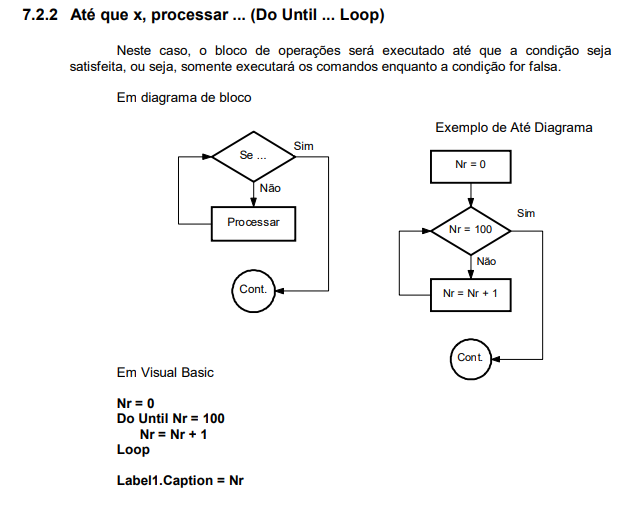 7.2.2 Até que x, processar ... (Do Until ... Loop)
Neste caso, o bloco de operações será executado até que a condição seja
satisfeita, ou seja, somente executará os comandos enquanto a condição for falsa.
Em diagrama de bloco
Se ...
Sim
Não
Processar
Cont.
Exemplo de Até Diagrama
Nr = 0
Nr = 100
Sim
Não
Nr = Nr + 1
Cont.
Em Visual Basic
Nr = 0
Do Until Nr = 100
Nr = Nr + 1
Loop
Label1.Caption = Nr